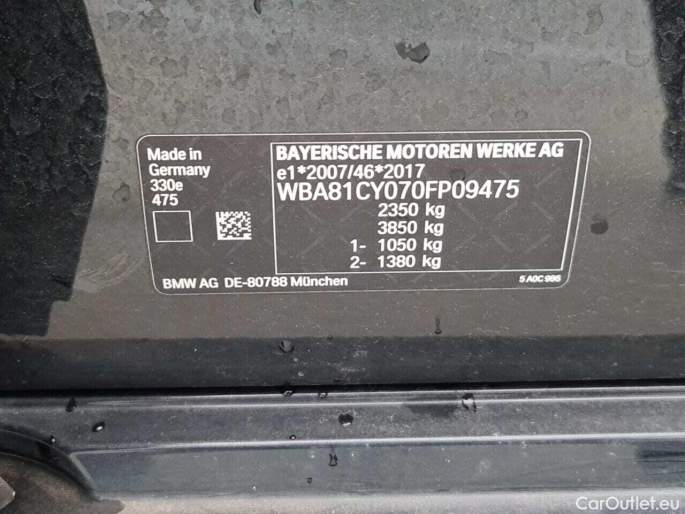 Made in
Germany
330e
475
BAYERISCHE MOTOREN WERKE AG
e1*2007/46*2017
WBA81CY070FP09475
2350 kg
3850 kg
1- 1050 kg
2- 1380 kg
BMW AG DE-80788 München
5 A0C 995
CarOutlet.eu